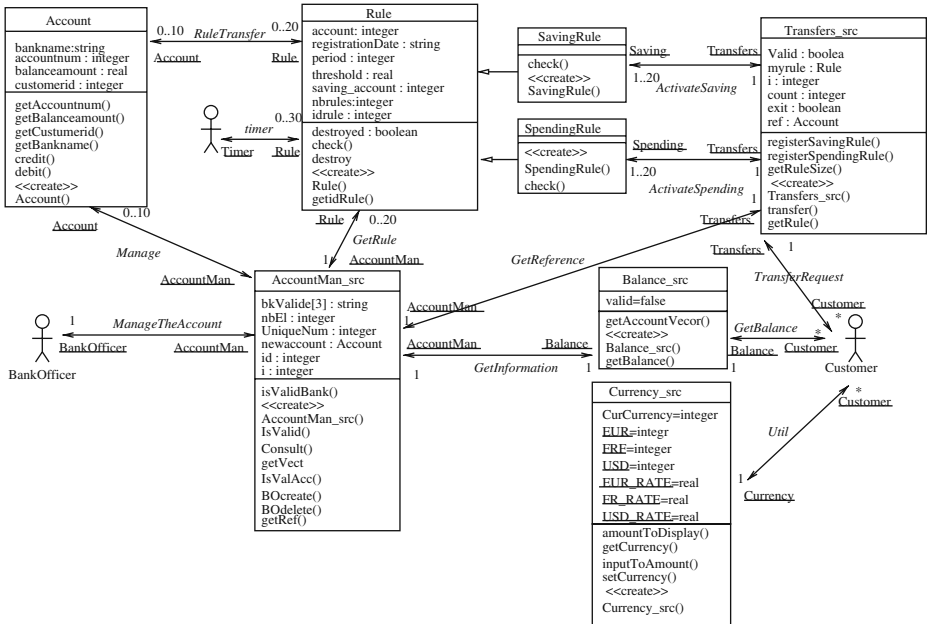 Account
bankname:string
accountnum : integer
balanceamount : real
customerid : integer
getAccountnum()
getBalanceamount()
getCustumerid()
getBankname()
credit()
debit()
<<create>>
Account()
0..10
RuleTransfer
0..20
Account
Rule
Rule
account: integer
registrationDate : string
period : integer
threshold : real
saving_account : integer
nbrules:integer
idrule : integer
destroyed : boolean
check()
destroy
<<create>>
Rule()
getidRule()
timer
0..30
Timer
Rule
SavingRule
check()
<<create>>
SavingRule()
SpendingRule
<<create>>
SpendingRule()
check()
Saving
Transfers
1..20
1
ActivateSaving
Spending
Transfers
1..20
1
ActivateSpending
Transfers_src
Valid : boolea
myrule : Rule
i : integer
count : integer
exit : boolean
ref : Account
registerSavingRule()
registerSpendingRule()
getRuleSize()
<<create>>
Transfers_src()
transfer()
getRule()
0..10
Account
Manage
AccountMan
Rule
0..20
GetRule
1
AccountMan
1
Transfers
GetReference
AccountMan
1
Transfers
1
TransferRequest
Customer
*
AccountMan_src
bkValide[3] : string
nbEl : integer
UniqueNum : integer
newaccount : Account
id : integer
i : integer
isValidBank()
<<create>>
AccountMan_src()
IsValid()
Consult()
getVect
IsValAcc()
BOcreate()
BOdelete()
getRef()
1
ManageTheAccount
BankOfficer
AccountMan
BankOfficer
AccountMan
Balance
1
GetInformation
1
Balance_src
valid=false
getAccountVecor()
<<create>>
Balance_src()
getBalance()
GetBalance
*
Balance
Customer
1
Customer
*
Customer
Util
1
Currency
Currency_src
CurCurrency=integer
EUR=integr
FRF=integer
USD=integer
EUR_RATE=real
FR_RATE=real
USD_RATE=real
amountToDisplay()
getCurrency()
inputToAmount()
setCurrency()
<<create>>
Currency_src()